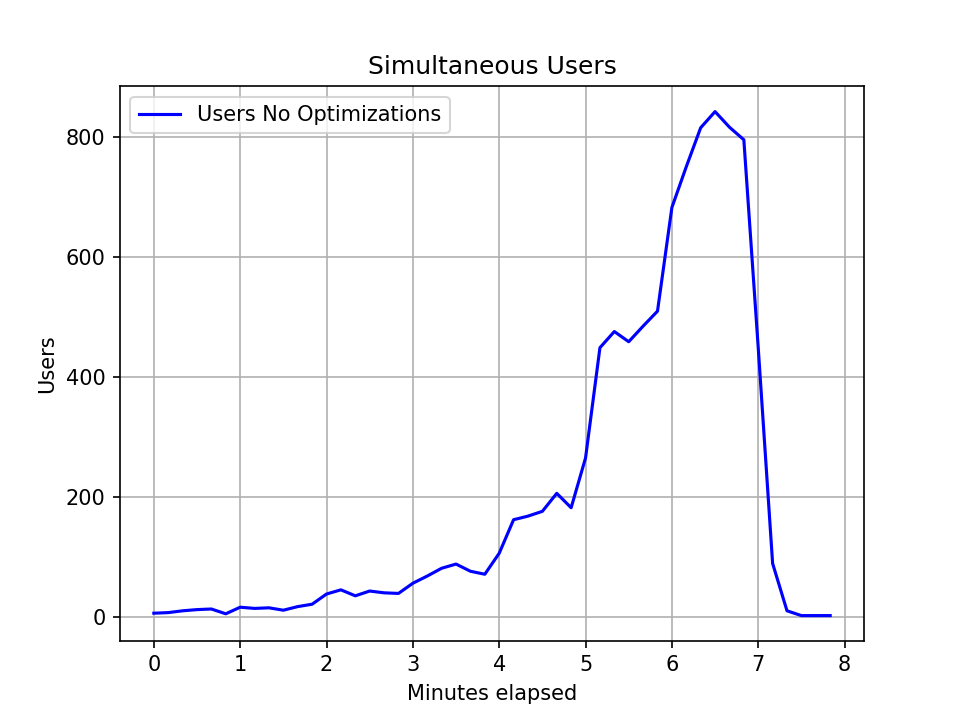 Simultaneous Users
Users No Optimizations
800
600
400
200
0
Users
0 1 2 3 4 5 6 7 8
Minutes elapsed